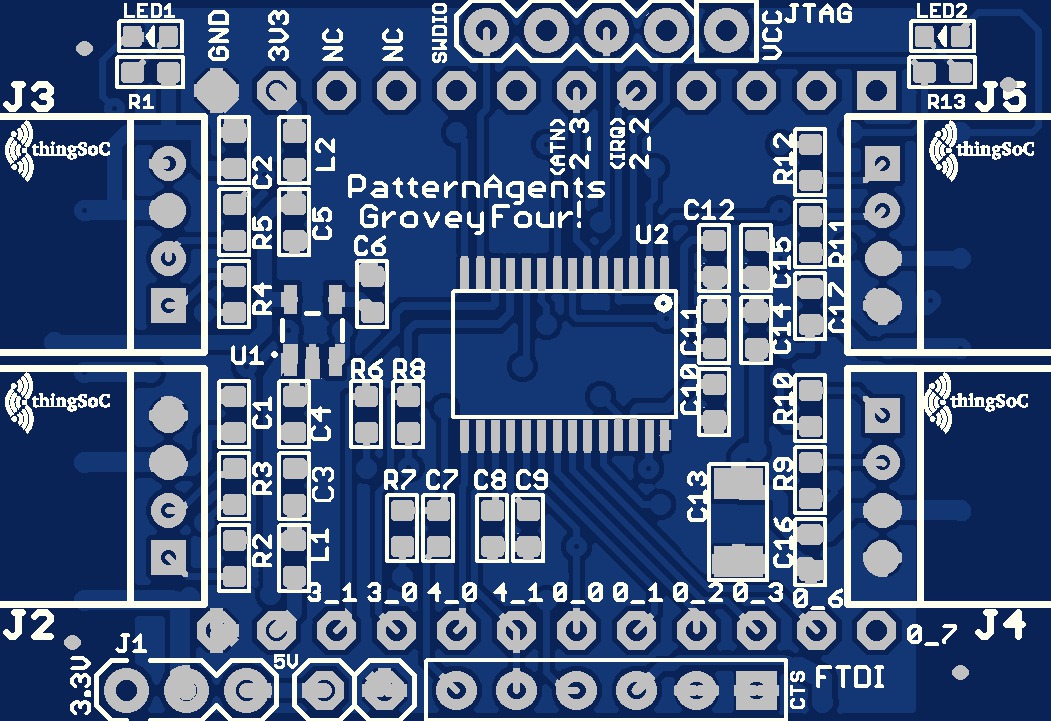 LED1
GND
3V3
NC
NC
SWDIO
VCC
JTAG
LED2
R1
R13
J3
J5
thingSoC
thingSoC
(ATN)
2_3
(IRQ)
2_2
C2
L2
R12
PatternAgents
GroveyFour!
R5
C5
C12
U2
C6
C15
R11
R4
C11
C14
C17
U1
R6
R8
thingSoC
thingSoC
C1
C4
C10
R10
R3
C3
R7
C7
C8
C9
C13
R9
R2
L1
C16
3_1
3_0
4_0
4_1
0_0
0_1
0_2
0_3
0_6
J2
J4
J1
0_7
3.3V
5V
CTS
FTDI